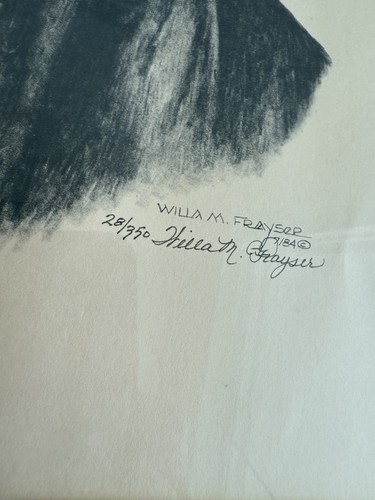 WILLA M. FRAYSER
7/84 ©
28/350 Willa M. Frayser